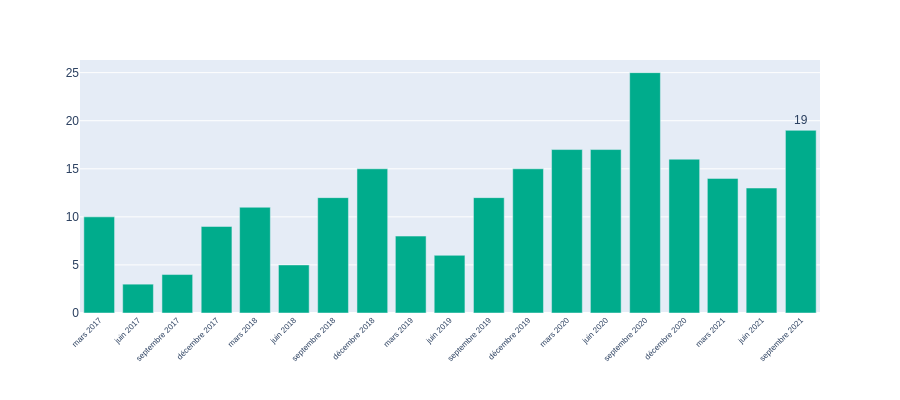 25
20
15
10
5
0
19
mars 2017
juin 2017
septembre 2017
décembre 2017
mars 2018
juin 2018
septembre 2018
décembre 2018
mars 2019
juin 2019
septembre 2019
décembre 2019
mars 2020
juin 2020
septembre 2020
décembre 2020
mars 2021
juin 2021
septembre 2021